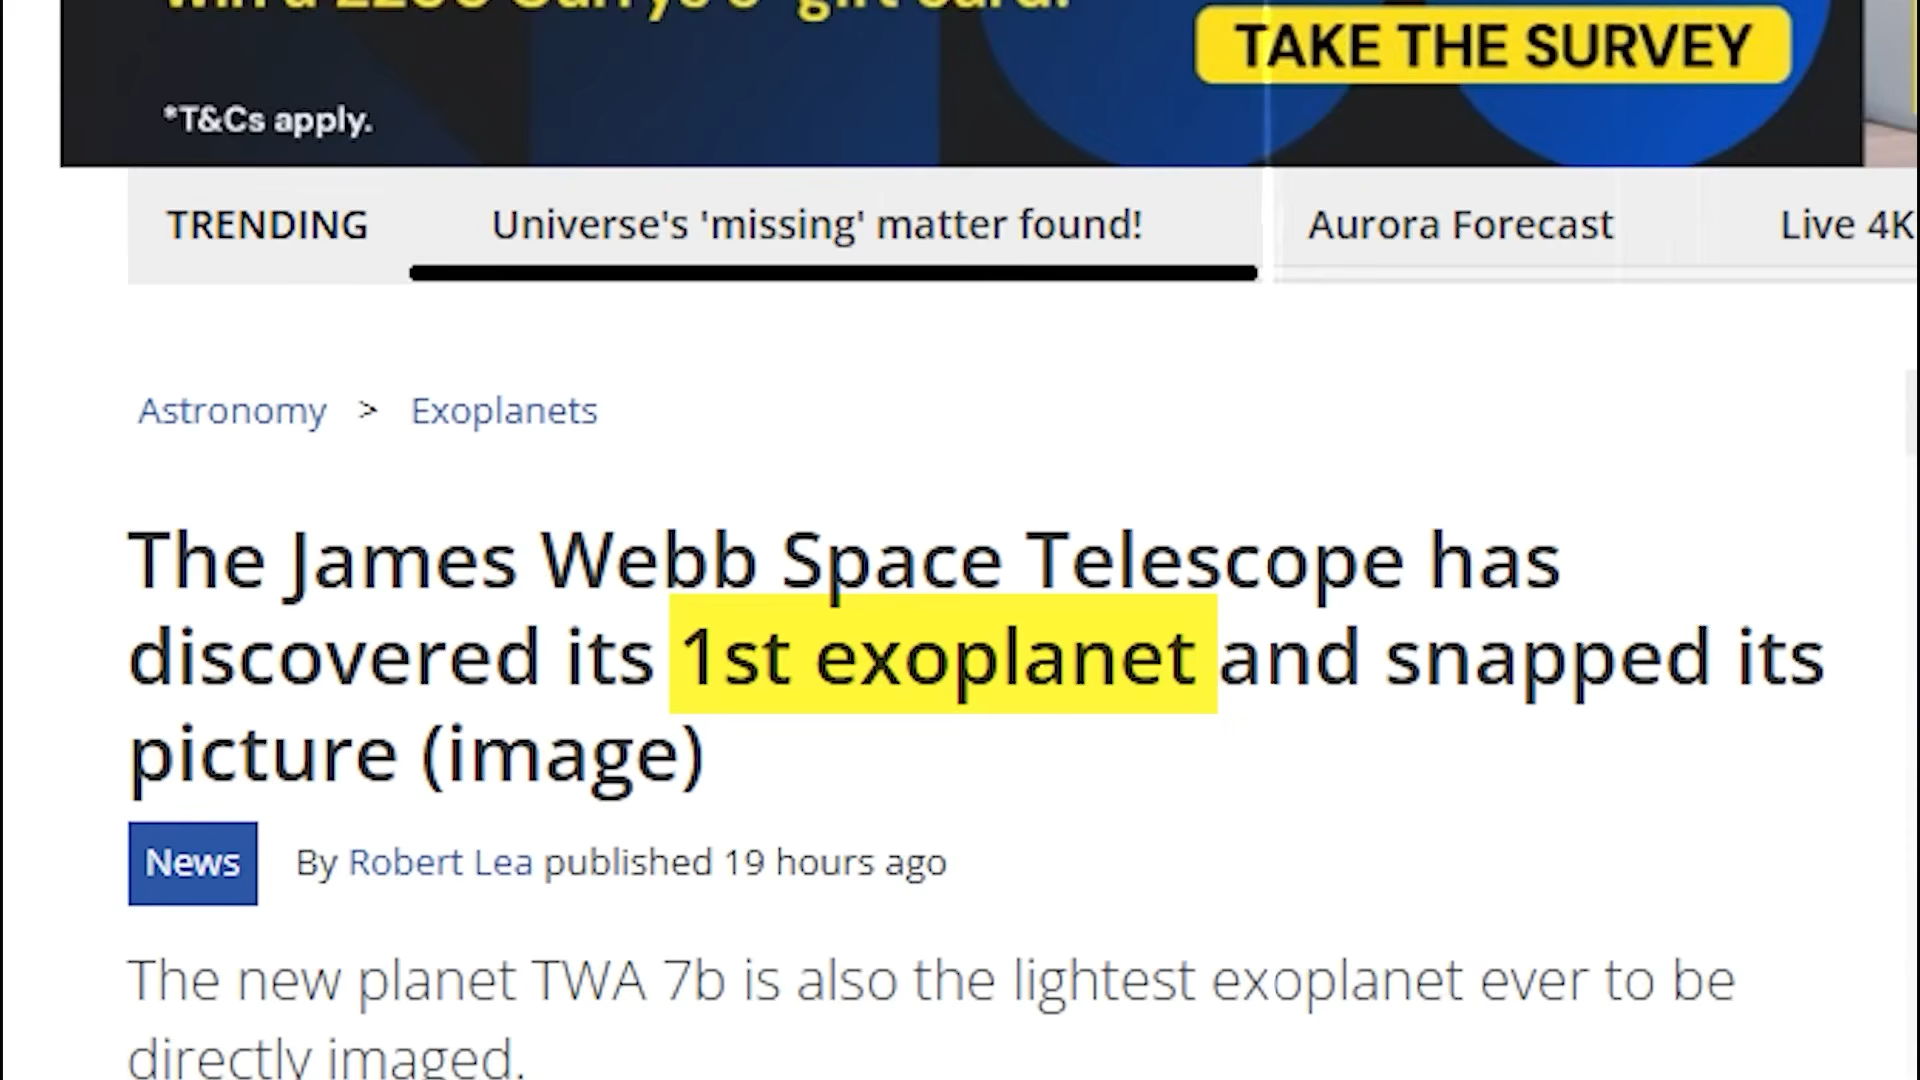 TAKE THE SURVEY
*T&Cs apply.
TRENDING Universe's 'missing' matter found! Aurora Forecast Live 4K
Astronomy > Exoplanets
The James Webb Space Telescope has
discovered its 1st exoplanet and snapped its
picture (image)
News By Robert Lea published 19 hours ago
The new planet TWA 7b is also the lightest exoplanet ever to be
directly imaged.